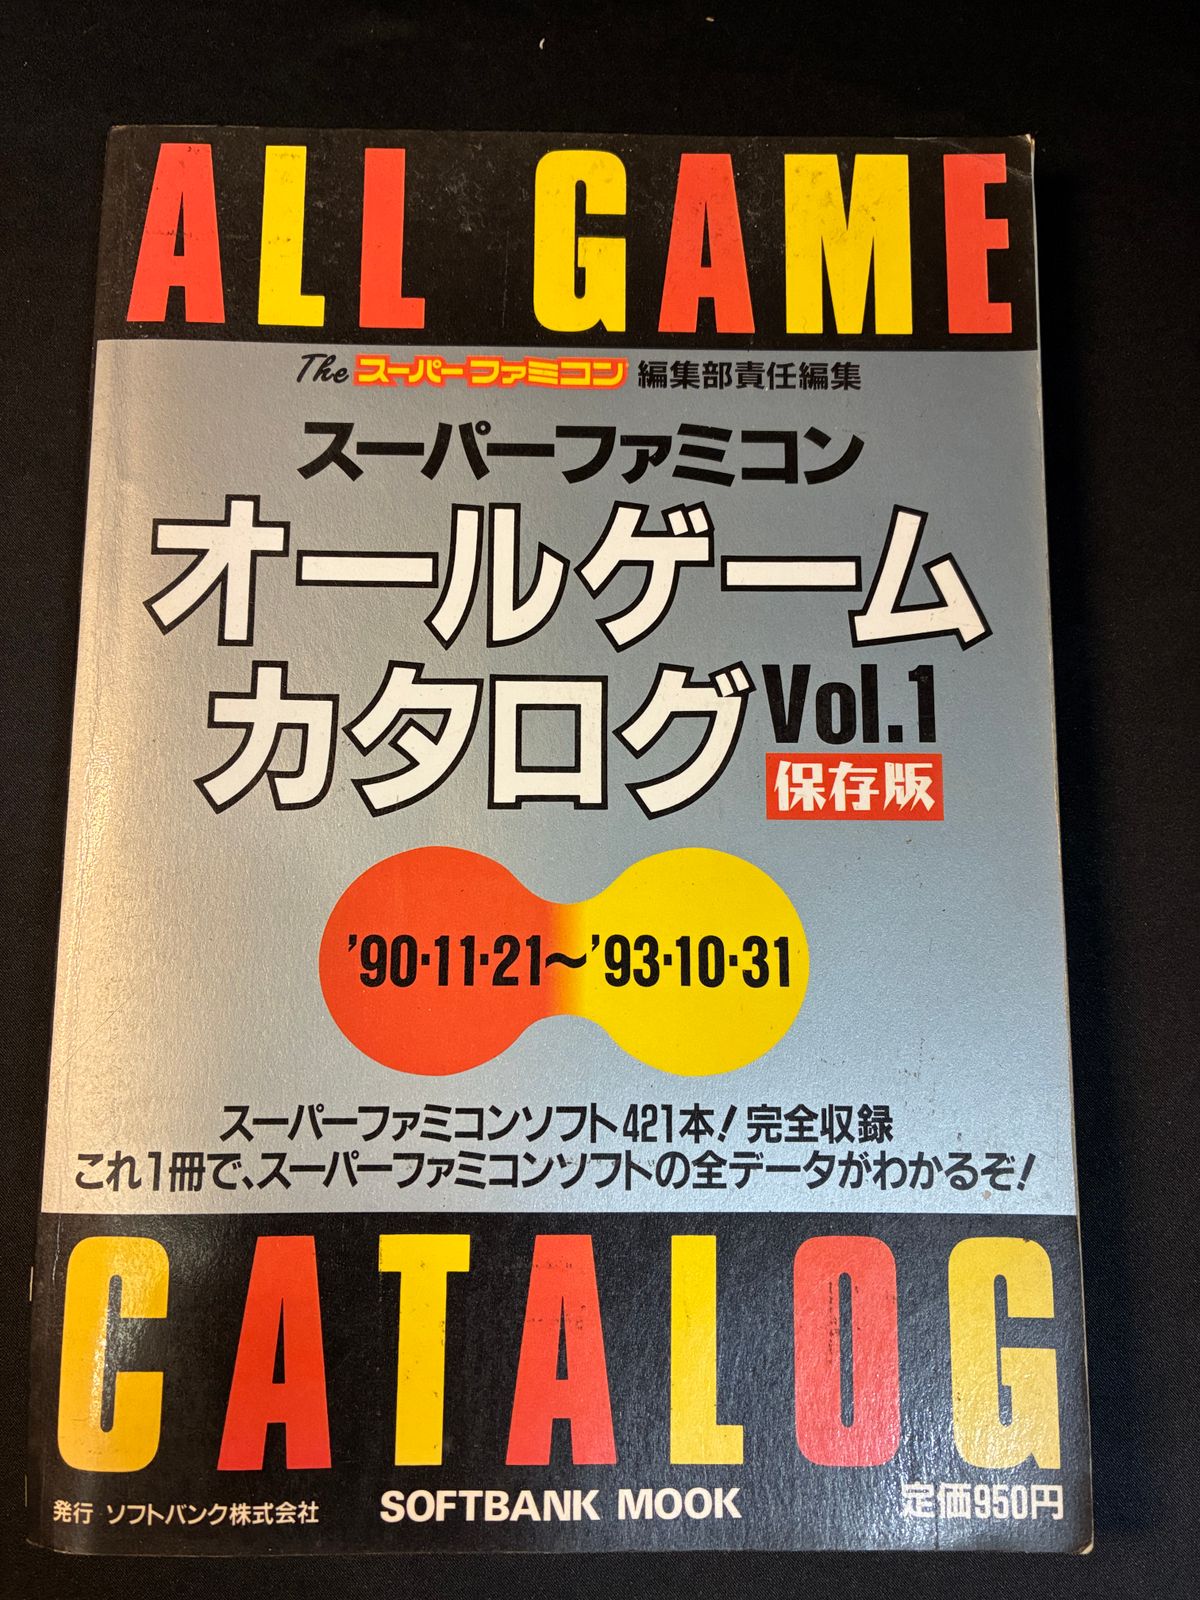 ALL GAME
The スーパーファミコン 編集部責任編集
スーパーファミコン
オールゲーム
カタログ Vol.1
保存版
'90·11·21～'93·10·31
スーパーファミコンソフト421本!完全収録
これ1冊で、スーパーファミコンソフトの全データがわかるぞ!
CATALOG
発行 ソフトバンク株式会社 SOFTBANK MOOK 定価950円